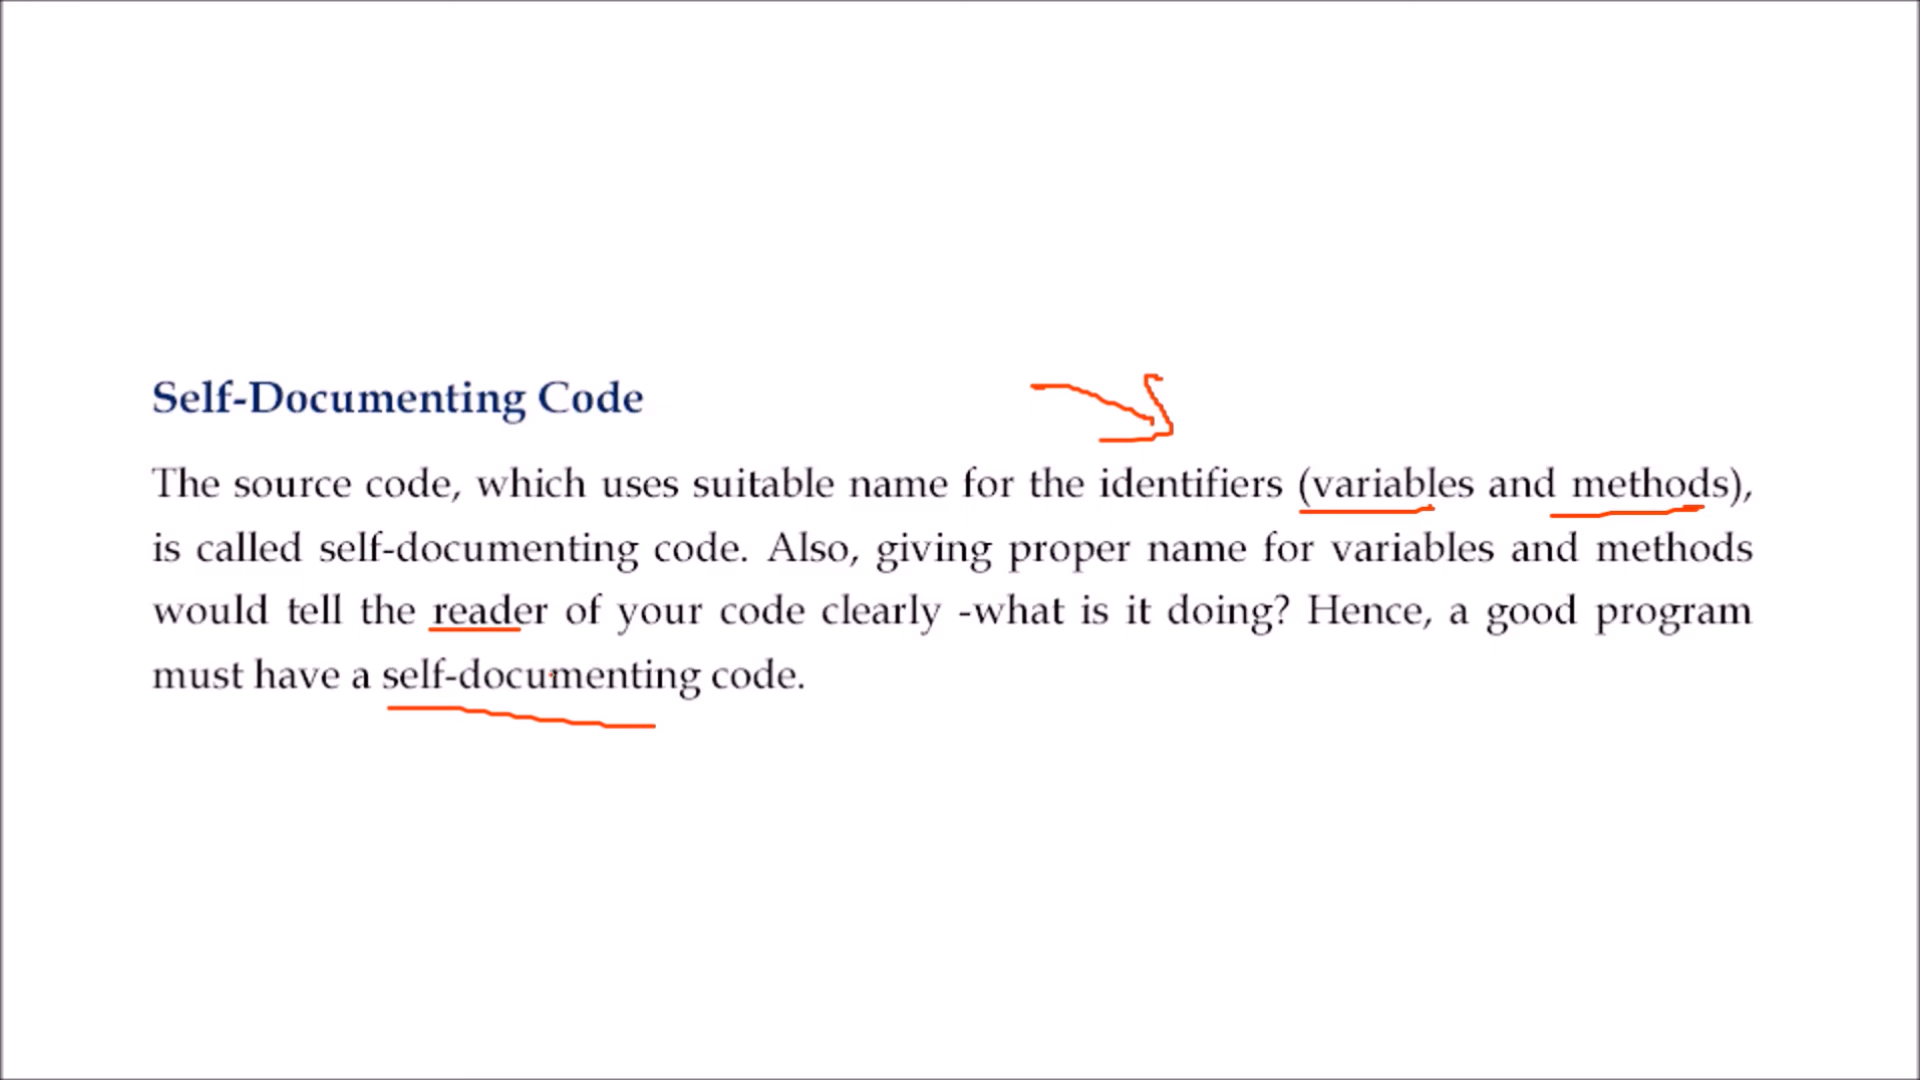 Self-Documenting Code
The source code, which uses suitable name for the identifiers (variables and methods),
is called self-documenting code. Also, giving proper name for variables and methods
would tell the reader of your code clearly -what is it doing? Hence, a good program
must have a self-documenting code.